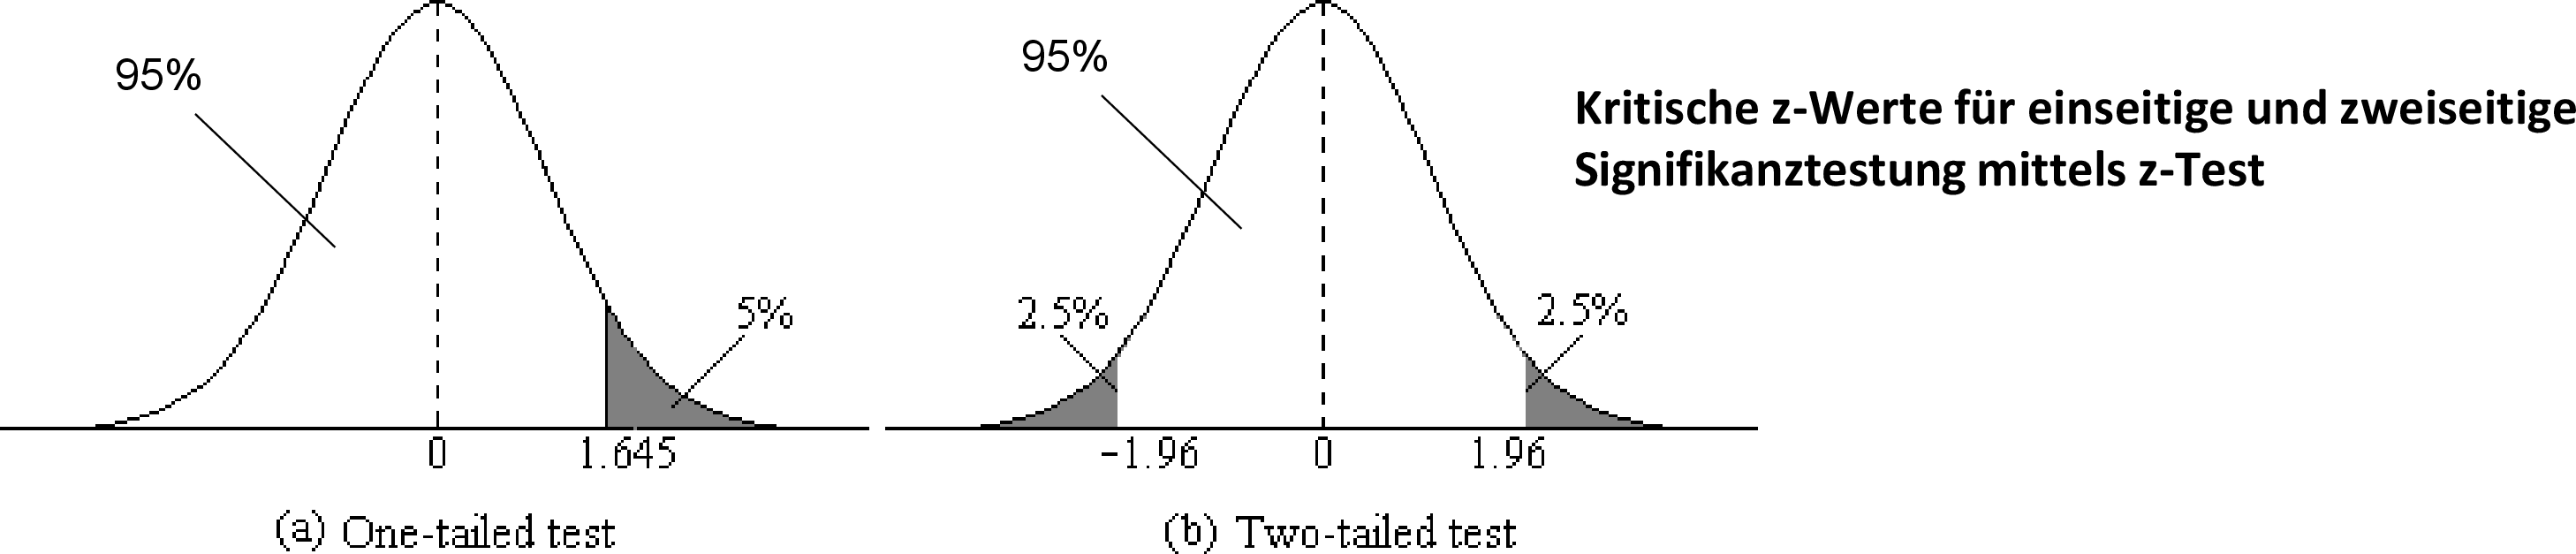 95%
5%
0
1.645
(a) One-tailed test
95%
2.5%
2.5%
-1.96
0
1.96
(b) Two-tailed test
Kritische z-Werte für einseitige und zweiseitige
Signifikanztestung mittels z-Test